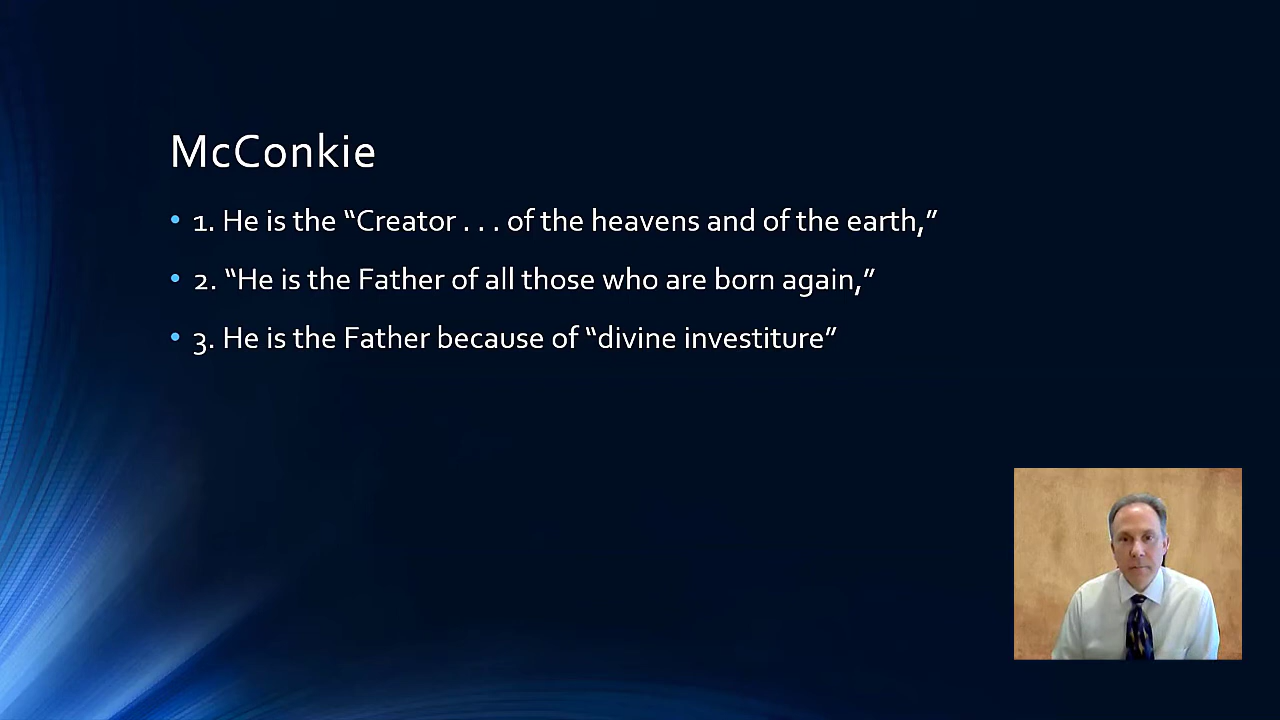 McConkie
• 1. He is the “Creator . . . of the heavens and of the earth,”
• 2. “He is the Father of all those who are born again,”
• 3. He is the Father because of “divine investiture”